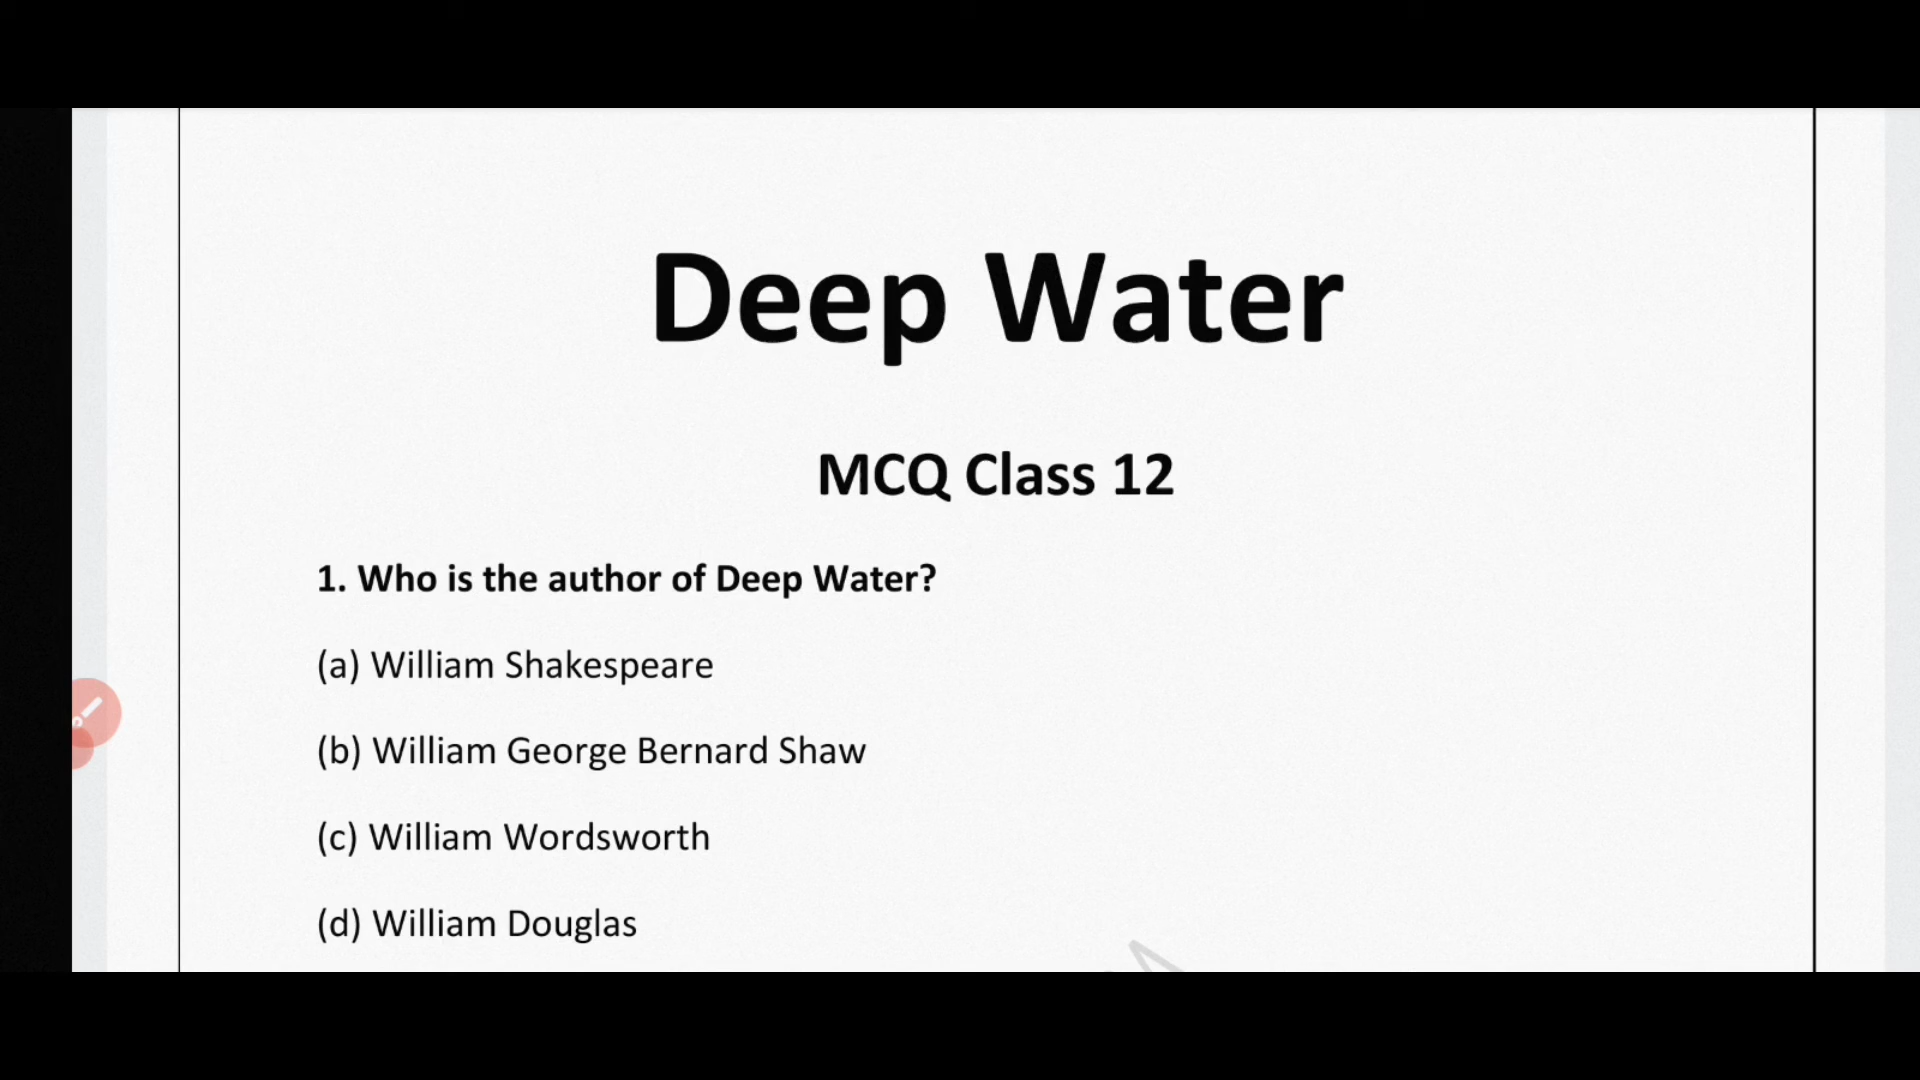 Deep Water
MCQ Class 12
1. Who is the author of Deep Water?
(a) William Shakespeare
(b) William George Bernard Shaw
(c) William Wordsworth
(d) William Douglas